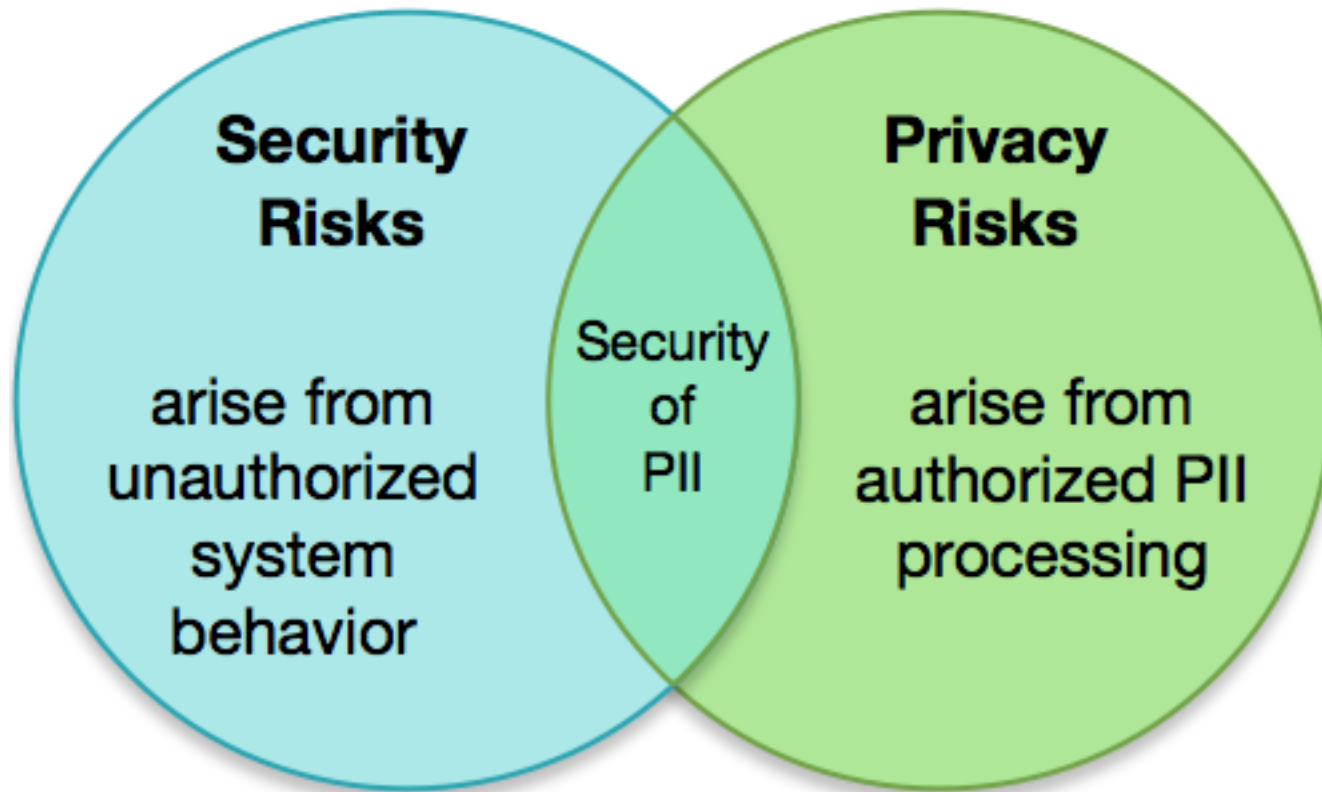 Security
Risks
arise from
unauthorized
system
behavior
Security
of
PII
Privacy
Risks
arise from
authorized PII
processing